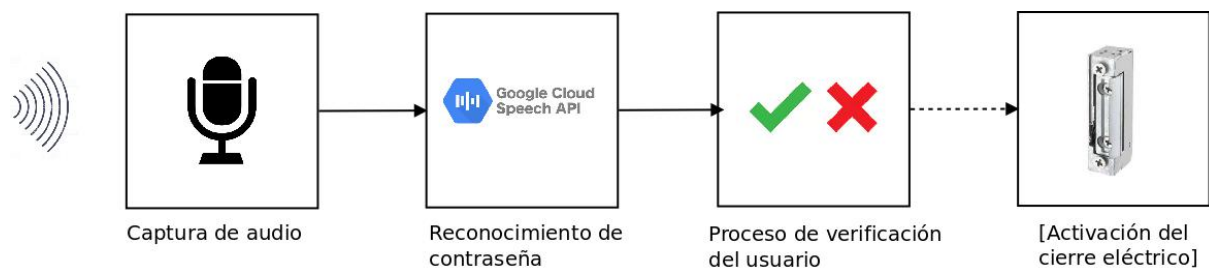 Google Cloud
Speech API
Captura de audio
Reconocimiento de
contraseña
Proceso de verificación
del usuario
[Activación del
cierre eléctrico]